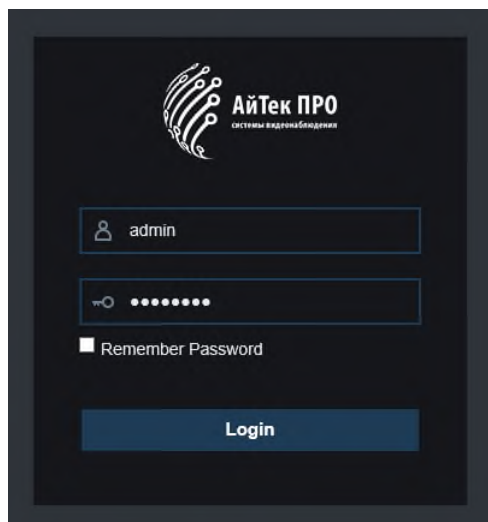 АйТек ПРО
системы видеонаблюдения
admin
••••••••
Remember Password
Login